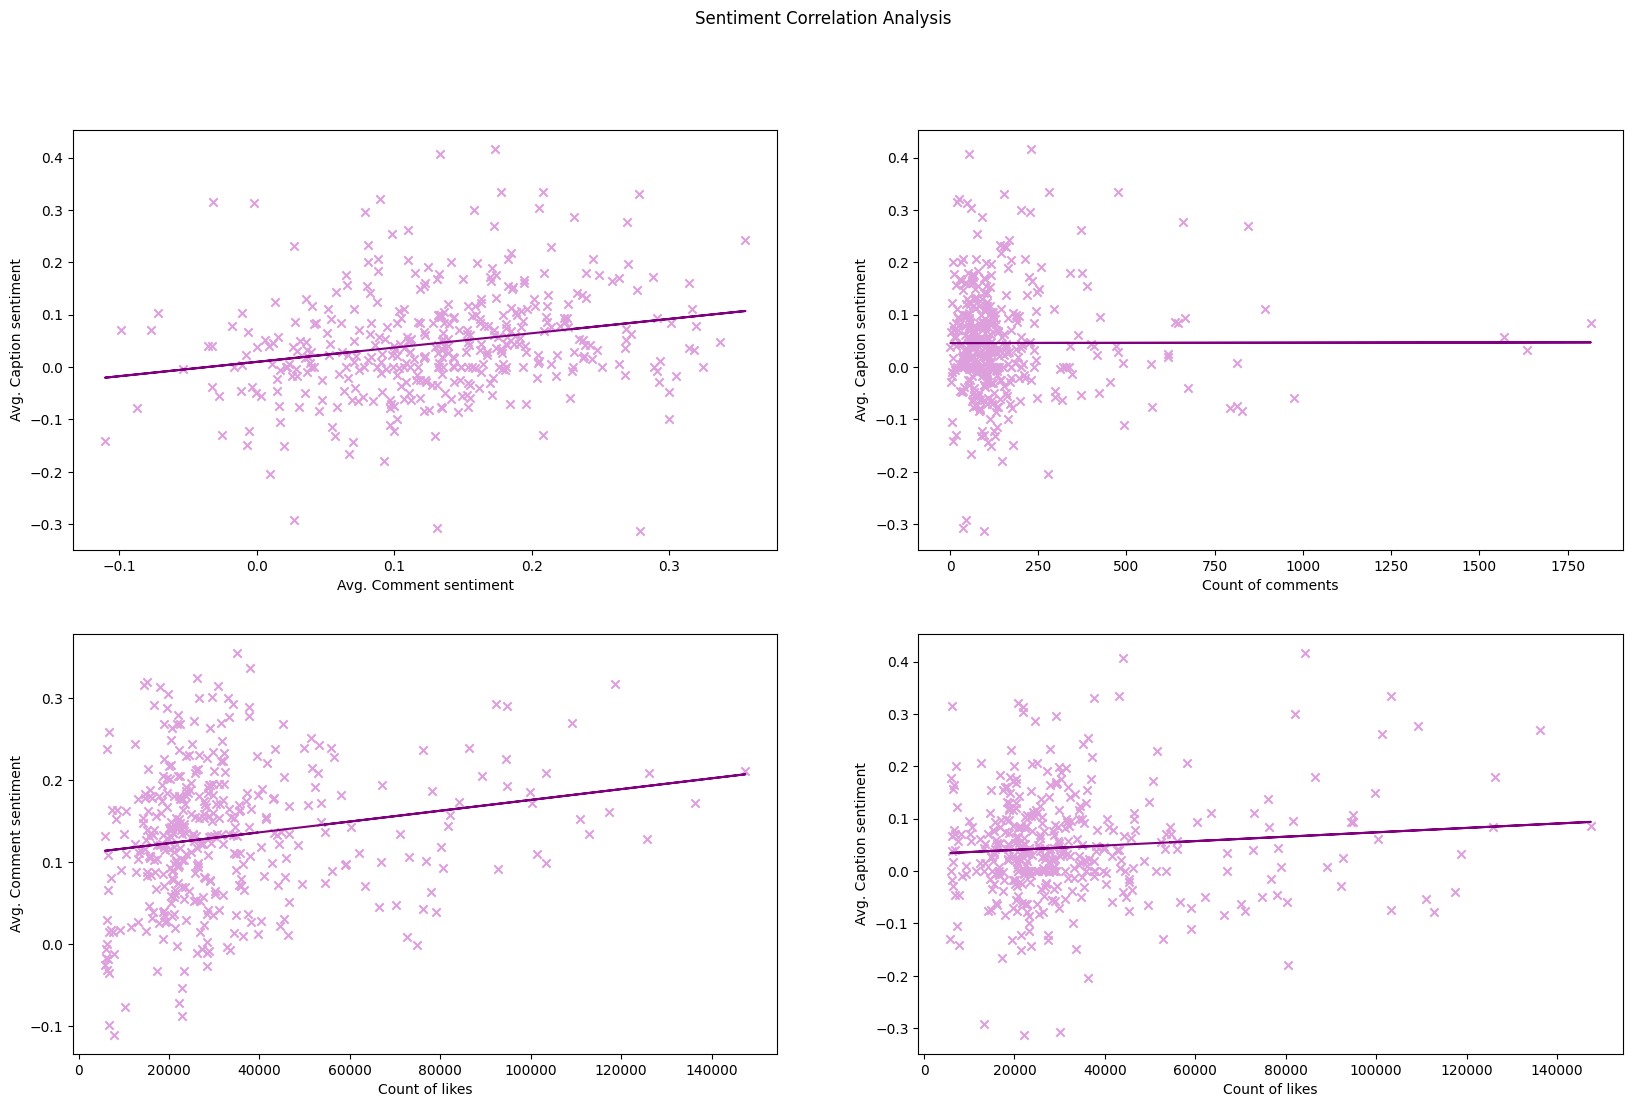 Sentiment Correlation Analysis
0.4
0.3
0.2
0.1
0.0
−0.1
−0.2
−0.3
Avg. Caption sentiment
−0.1 0.0 0.1 0.2 0.3
Avg. Comment sentiment
0.4
0.3
0.2
0.1
0.0
−0.1
−0.2
−0.3
Avg. Caption sentiment
0 250 500 750 1000 1250 1500 1750
Count of comments
0.3
0.2
0.1
0.0
−0.1
Avg. Comment sentiment
0 20000 40000 60000 80000 100000 120000 140000
Count of likes
0.4
0.3
0.2
0.1
0.0
−0.1
−0.2
−0.3
Avg. Caption sentiment
0 20000 40000 60000 80000 100000 120000 140000
Count of likes